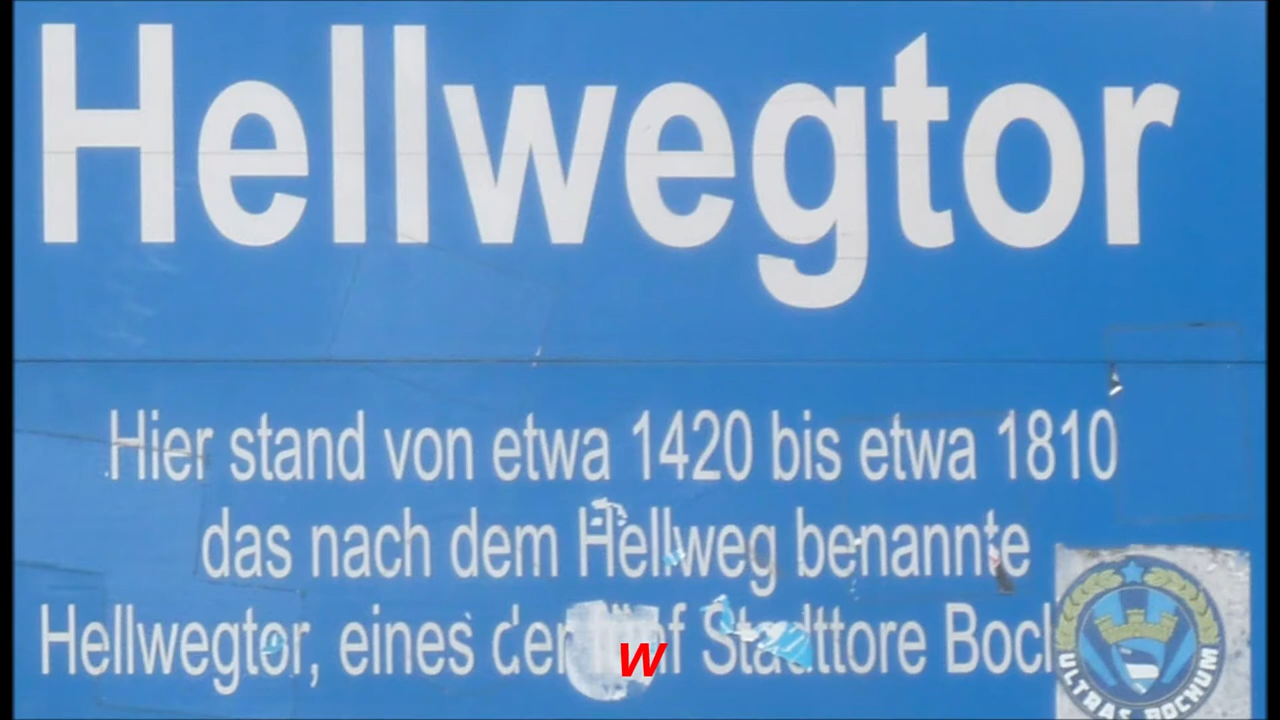 Hellwegtor
Hier stand von etwa 1420 bis etwa 1810
das nach dem Hellweg benannte
Hellwegtor, eines der Stadttore Boch
w
ULTRAS BOCHUM